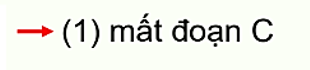 (1) mất đoạn C